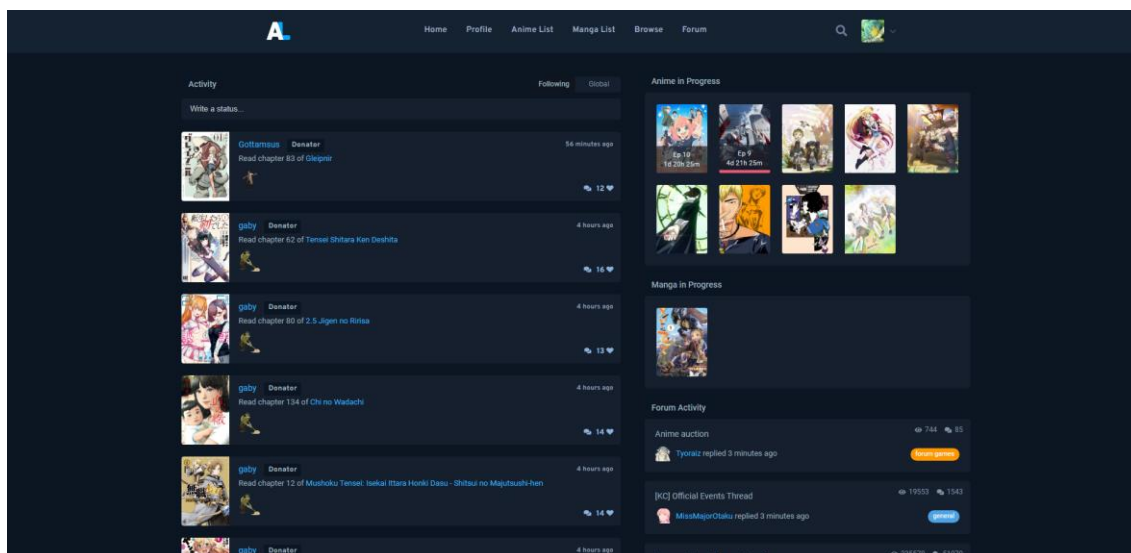 AL
Home Profile Anime List Manga List Browse Forum
Activity
Following Global
Write a status...
Gottamsus Donator
56 minutes ago
Read chapter 83 of Gleipnir
12
gaby Donator
4 hours ago
Read chapter 62 of Tensei Shitara Ken Deshita
16
gaby Donator
4 hours ago
Read chapter 80 of 2.5 Jigen no Ririsa
13
gaby Donator
4 hours ago
Read chapter 134 of Chi no Wadachi
14
gaby Donator
4 hours ago
Read chapter 12 of Mushoku Tensei: Isekai Ittara Honki Dasu - Shitsui no Majutsushi-hen
14
gaby Donator
4 hours ago
Anime in Progress
Ep 10
1d 20h 25m
Ep 9
4d 21h 25m
Manga in Progress
Forum Activity
Anime auction
744 85
Tyoraiz replied 3 minutes ago
forum games
[KC] Official Events Thread
19553 1543
MissMajorOtaku replied 3 minutes ago
general